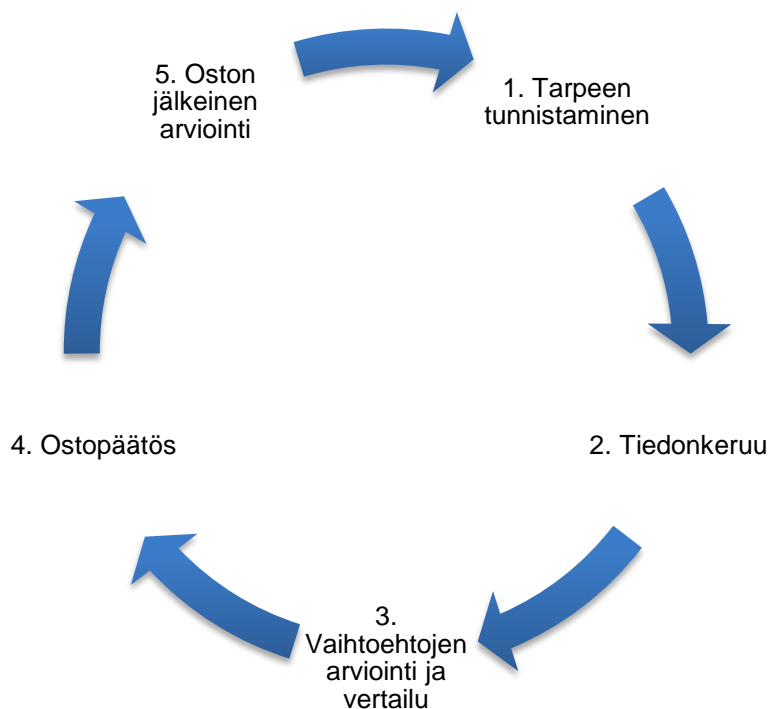 1. Tarpeen
tunnistaminen
2. Tiedonkeruu
3.
Vaihtoehtojen
arviointi ja
vertailu
4. Ostopäätös
5. Oston
jälkeinen
arviointi